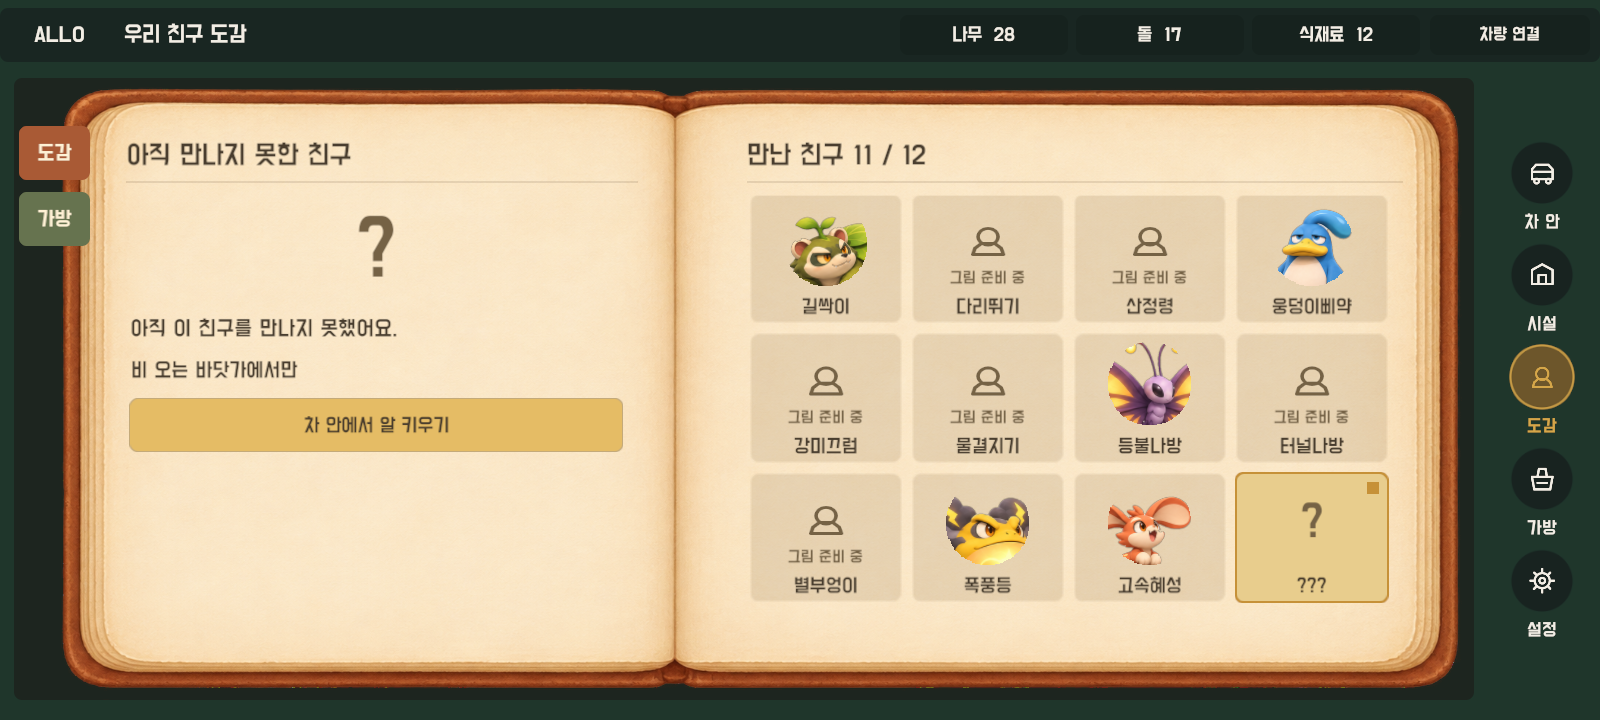 ALLO
우리 친구 도감
나무 28
돌 17
식재료 12
차량 연결
도감
가방
아직 만나지 못한 친구
?
아직 이 친구를 만나지 못했어요.
비 오는 바닷가에서만
차 안에서 알 키우기
만난 친구 11 / 12
길싹이
그림 준비 중
다리뛰기
그림 준비 중
산정령
웅덩이삐약
그림 준비 중
강미끄럼
그림 준비 중
물결지기
등불나방
그림 준비 중
터널나방
그림 준비 중
별부엉이
폭풍등
고속혜성
?
???
차 안
시설
도감
가방
설정